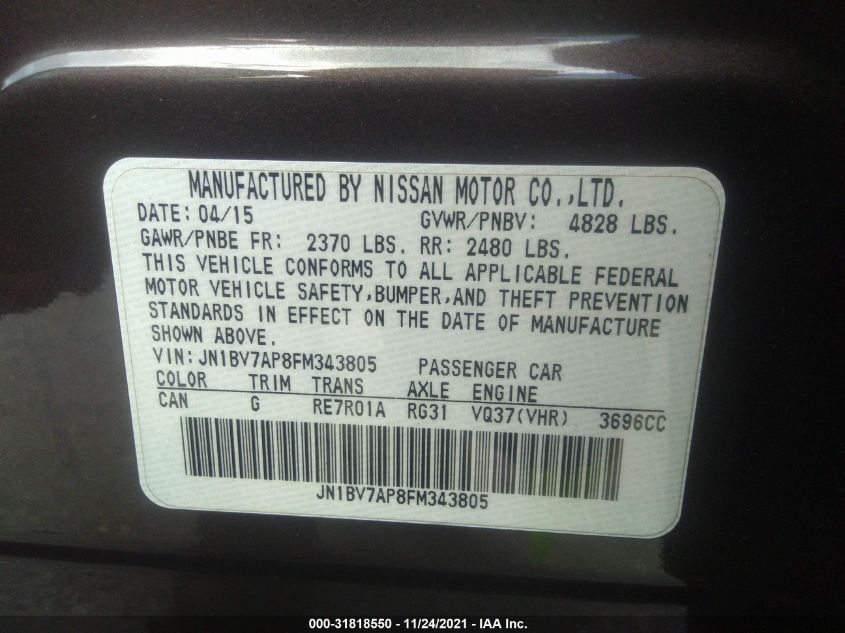 MANUFACTURED BY NISSAN MOTOR CO.,LTD.
DATE: 04/15 GVWR/PNBV: 4828 LBS.
GAWR/PNBE FR: 2370 LBS. RR: 2480 LBS.
THIS VEHICLE CONFORMS TO ALL APPLICABLE FEDERAL
MOTOR VEHICLE SAFETY,BUMPER,AND THEFT PREVENTION
STANDARDS IN EFFECT ON THE DATE OF MANUFACTURE
SHOWN ABOVE.
VIN:JN1BV7AP8FM343805 PASSENGER CAR
COLOR TRIM TRANS AXLE ENGINE
CAN G RE7R01A RG31 VQ37(VHR) 3696CC
JN1BV7AP8FM343805
000-31818550 - 11/24/2021 - IAA Inc.